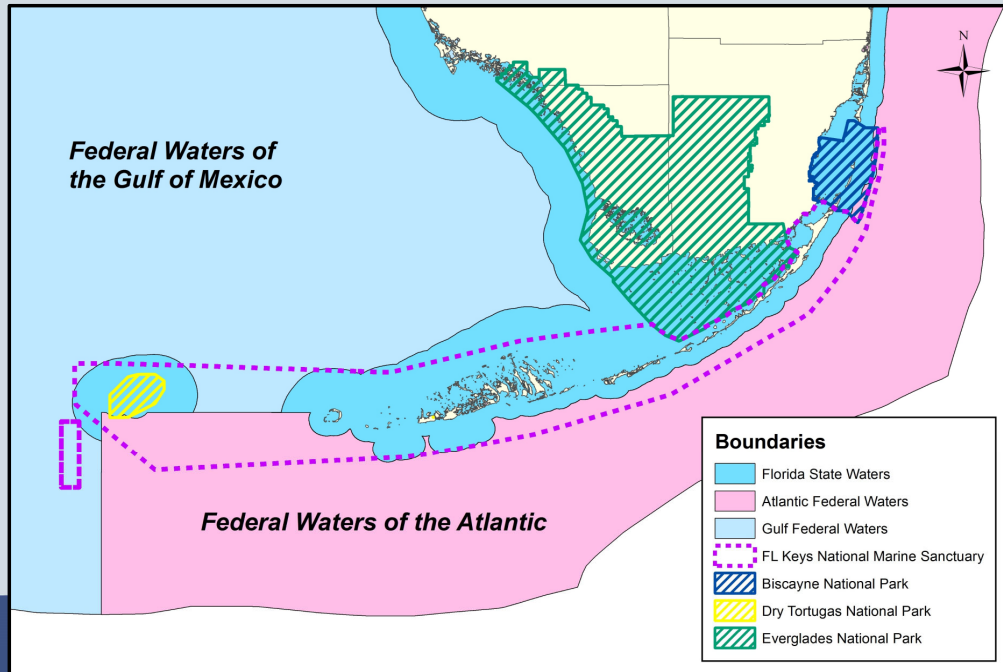 N
Federal Waters of
the Gulf of Mexico
Federal Waters of the Atlantic
Boundaries
Florida State Waters
Atlantic Federal Waters
Gulf Federal Waters
FL Keys National Marine Sanctuary
Biscayne National Park
Dry Tortugas National Park
Everglades National Park